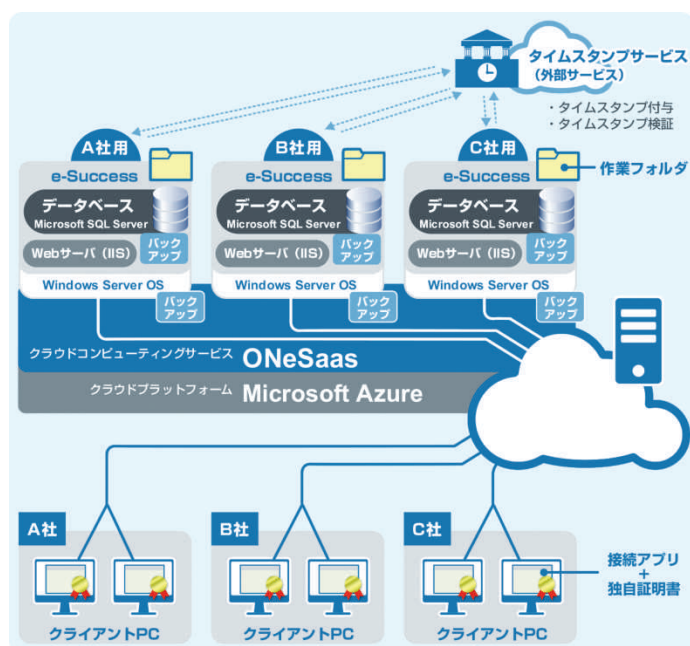 タイムスタンプサービス
（外部サービス）
・タイムスタンプ付与
・タイムスタンプ検証
A社用
B社用
C社用
作業フォルダ
e-Success
e-Success
e-Success
データベース
Microsoft SQL Server
データベース
Microsoft SQL Server
データベース
Microsoft SQL Server
Webサーバ（IIS）
バック
アップ
Webサーバ（IIS）
バック
アップ
Webサーバ（IIS）
バック
アップ
Windows Server OS
Windows Server OS
Windows Server OS
バック
アップ
バック
アップ
バック
アップ
クラウドコンピューティングサービス ONeSaas
クラウドプラットフォーム Microsoft Azure
A社
B社
C社
接続アプリ
+
独自証明書
クライアントPC
クライアントPC
クライアントPC